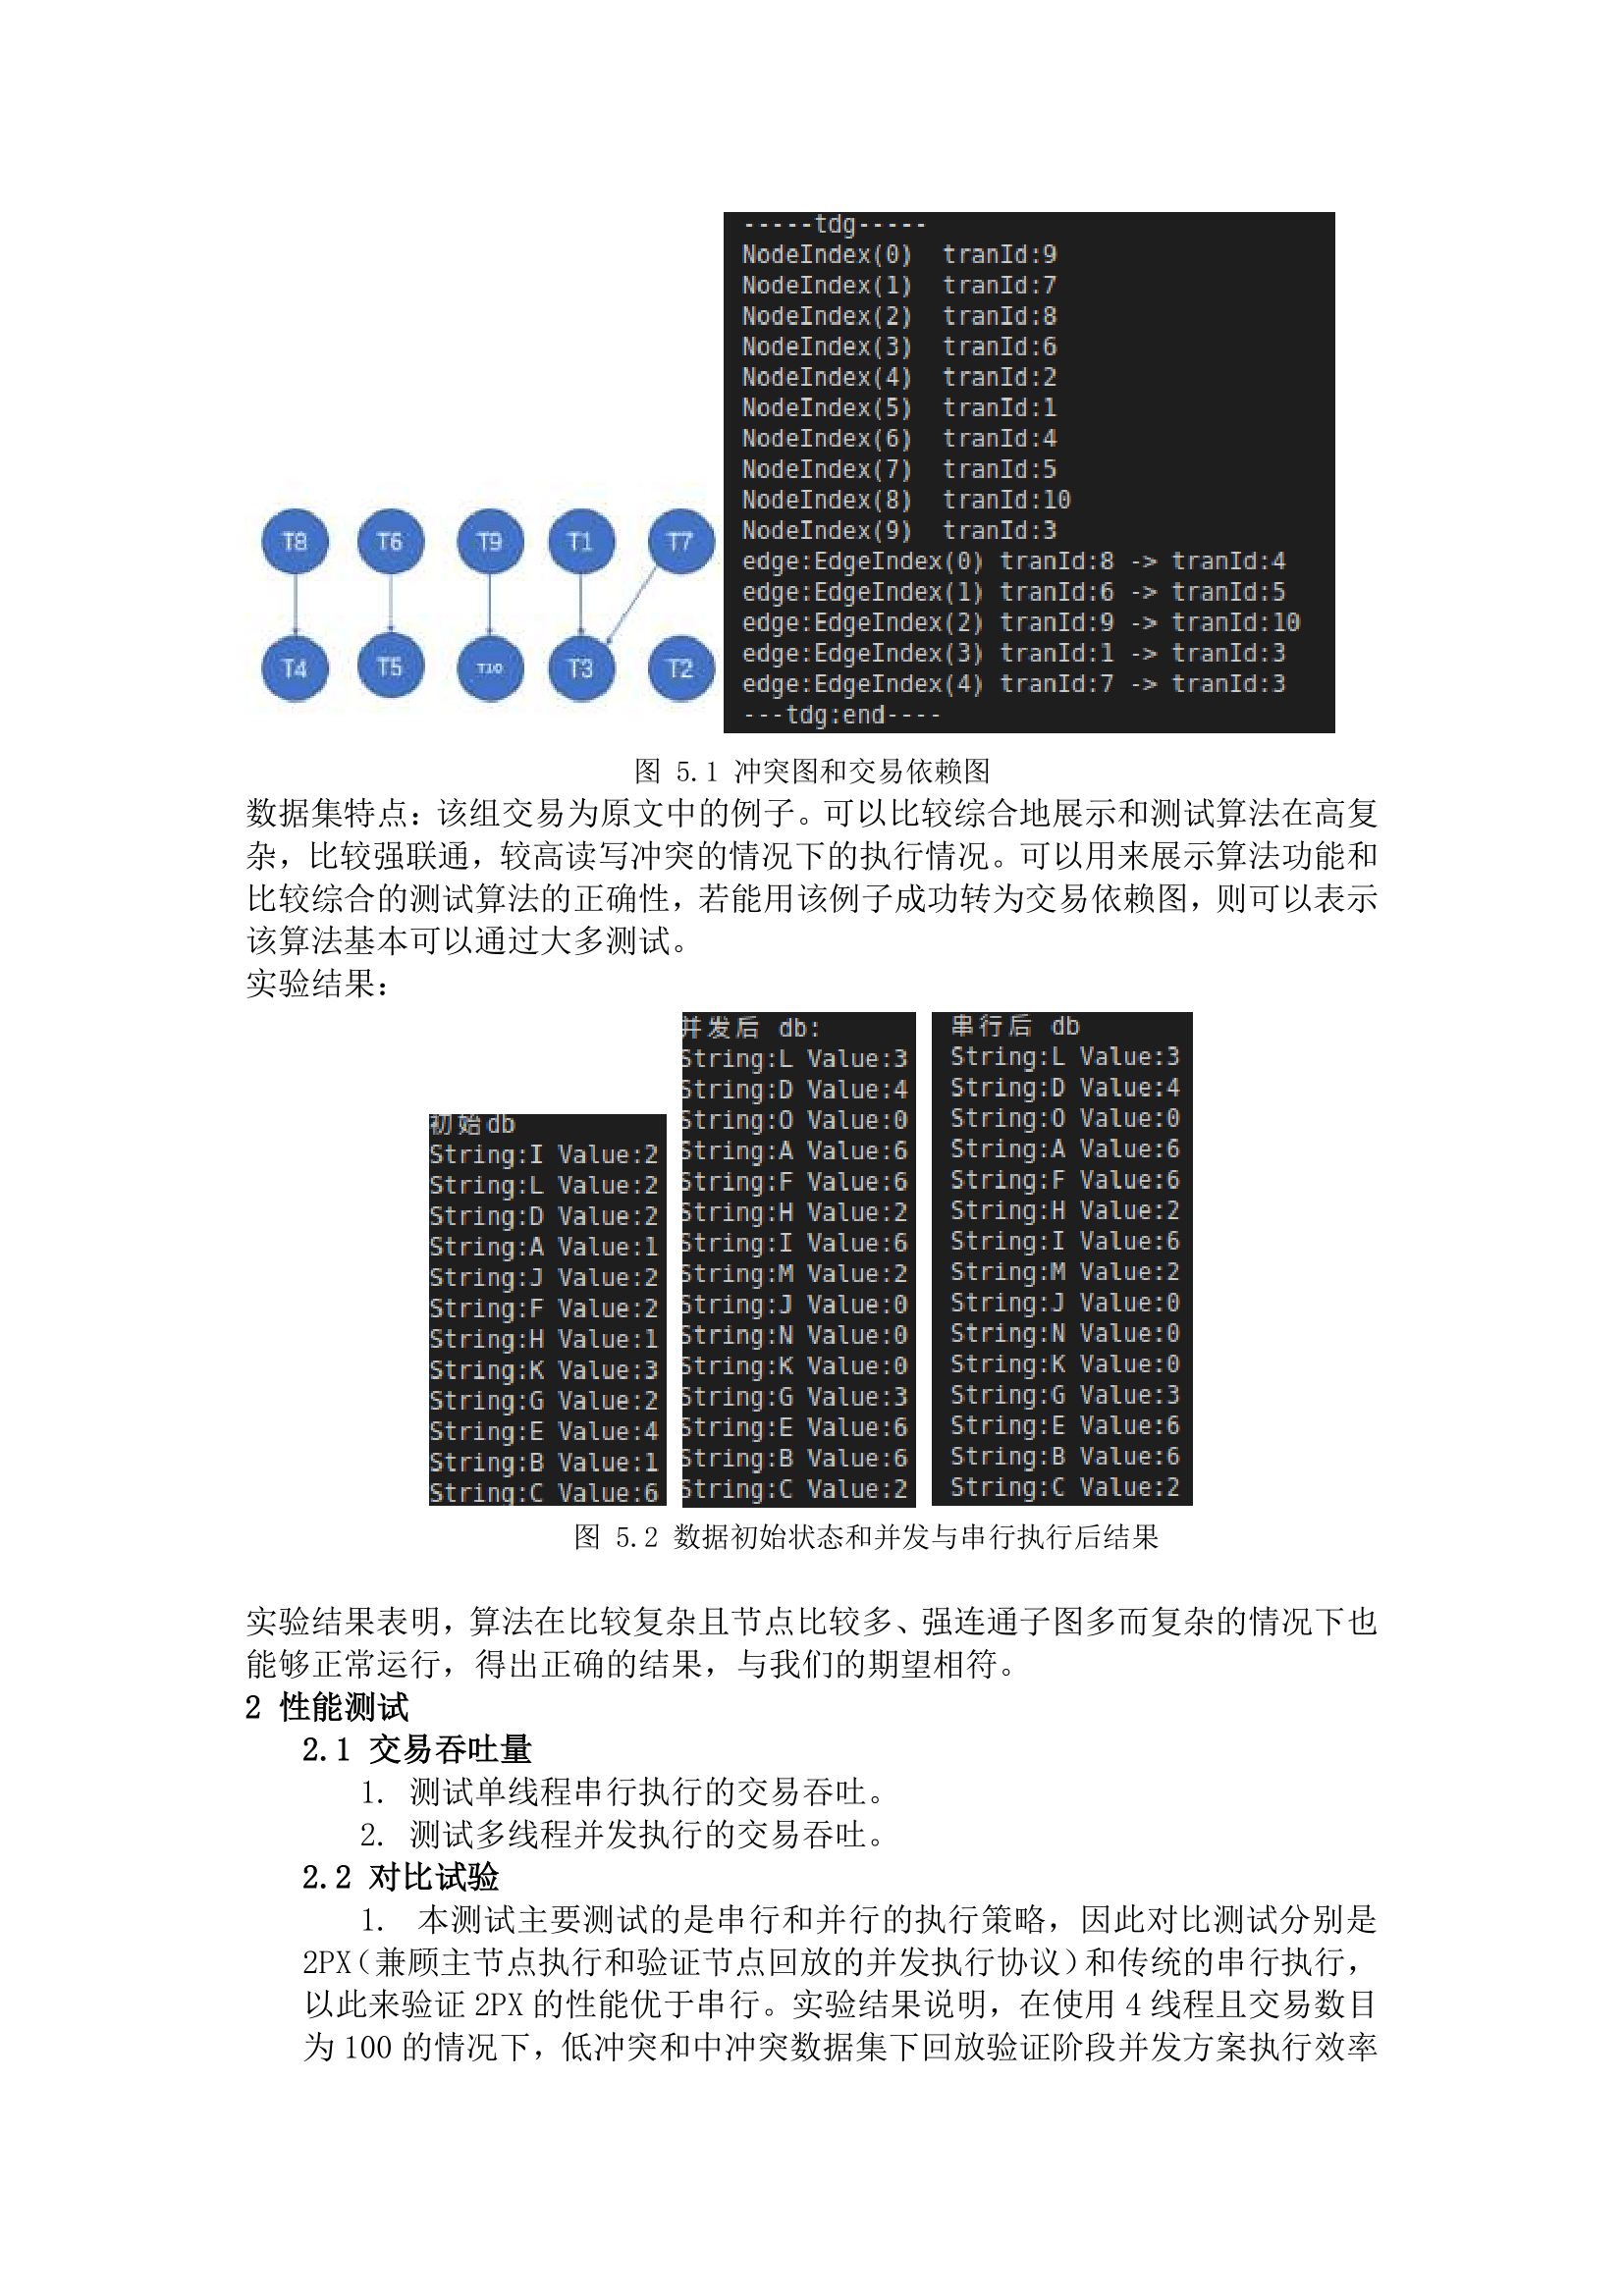 T8 T6 T9 T1 T7
T4 T5 T10 T3 T2
-----tdg-----
NodeIndex(0) tranId:9
NodeIndex(1) tranId:7
NodeIndex(2) tranId:8
NodeIndex(3) tranId:6
NodeIndex(4) tranId:2
NodeIndex(5) tranId:1
NodeIndex(6) tranId:4
NodeIndex(7) tranId:5
NodeIndex(8) tranId:10
NodeIndex(9) tranId:3
edge:EdgeIndex(0) tranId:8 -> tranId:4
edge:EdgeIndex(1) tranId:6 -> tranId:5
edge:EdgeIndex(2) tranId:9 -> tranId:10
edge:EdgeIndex(3) tranId:1 -> tranId:3
edge:EdgeIndex(4) tranId:7 -> tranId:3
---tdg:end----
图 5.1 冲突图和交易依赖图
数据集特点：该组交易为原文中的例子。可以比较综合地展示和测试算法在高复
杂，比较强联通，较高读写冲突的情况下的执行情况。可以用来展示算法功能和
比较综合的测试算法的正确性，若能用该例子成功转为交易依赖图，则可以表示
该算法基本可以通过大多测试。
实验结果：
初始db
String:I Value:2
String:L Value:2
String:D Value:2
String:A Value:1
String:J Value:2
String:F Value:2
String:H Value:1
String:K Value:3
String:G Value:2
String:E Value:4
String:B Value:1
String:C Value:6
并发后 db:
String:L Value:3
String:D Value:4
String:O Value:0
String:A Value:6
String:F Value:6
String:H Value:2
String:I Value:6
String:M Value:2
String:J Value:0
String:N Value:0
String:K Value:0
String:G Value:3
String:E Value:6
String:B Value:6
String:C Value:2
串行后 db
String:L Value:3
String:D Value:4
String:O Value:0
String:A Value:6
String:F Value:6
String:H Value:2
String:I Value:6
String:M Value:2
String:J Value:0
String:N Value:0
String:K Value:0
String:G Value:3
String:E Value:6
String:B Value:6
String:C Value:2
图 5.2 数据初始状态和并发与串行执行后结果
实验结果表明，算法在比较复杂且节点比较多、强连通子图多而复杂的情况下也
能够正常运行，得出正确的结果，与我们的期望相符。
2 性能测试
2.1 交易吞吐量
1. 测试单线程串行执行的交易吞吐。
2. 测试多线程并发执行的交易吞吐。
2.2 对比试验
1. 本测试主要测试的是串行和并行的执行策略，因此对比测试分别是
2PX（兼顾主节点执行和验证节点回放的并发执行协议）和传统的串行执行，
以此来验证 2PX 的性能优于串行。实验结果说明，在使用 4 线程且交易数目
为 100 的情况下，低冲突和中冲突数据集下回放验证阶段并发方案执行效率